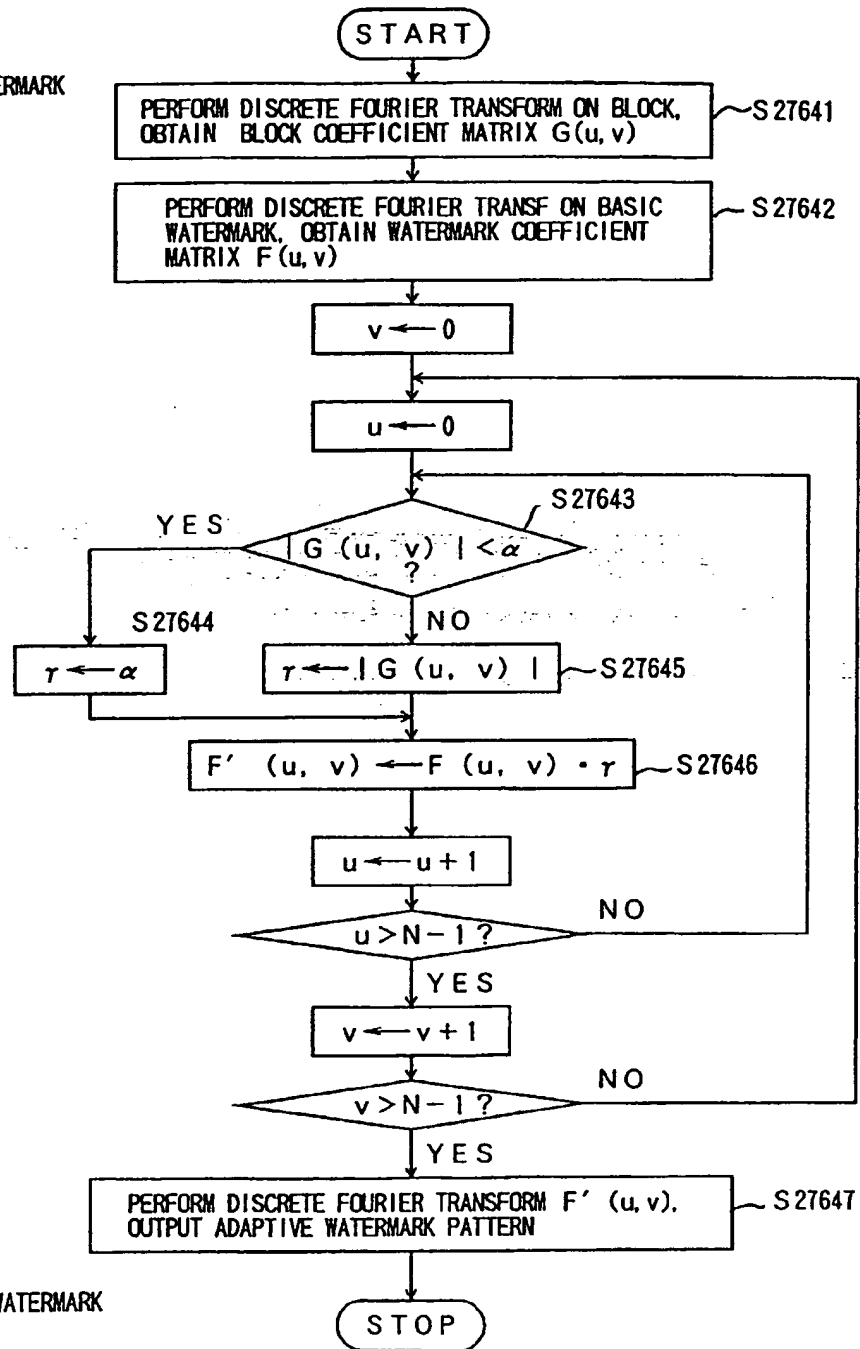 START
ERMARK
PERFORM DISCRETE FOURIER TRANSFORM ON BLOCK,
OBTAIN BLOCK COEFFICIENT MATRIX G(u, v)
S27641
PERFORM DISCRETE FOURIER TRANSF ON BASIC
WATERMARK, OBTAIN WATERMARK COEFFICIENT
MATRIX F(u, v)
S27642
v ← 0
u ← 0
S27643
YES
| G (u, v) | < α
?
S27644
NO
γ ← α
γ ← | G (u, v) |
S27645
F' (u, v) ← F (u, v) · γ
S27646
u ← u + 1
NO
u > N - 1 ?
YES
v ← v + 1
NO
v > N - 1 ?
YES
PERFORM DISCRETE FOURIER TRANSFORM F' (u, v),
OUTPUT ADAPTIVE WATERMARK PATTERN
S27647
WATERMARK
STOP